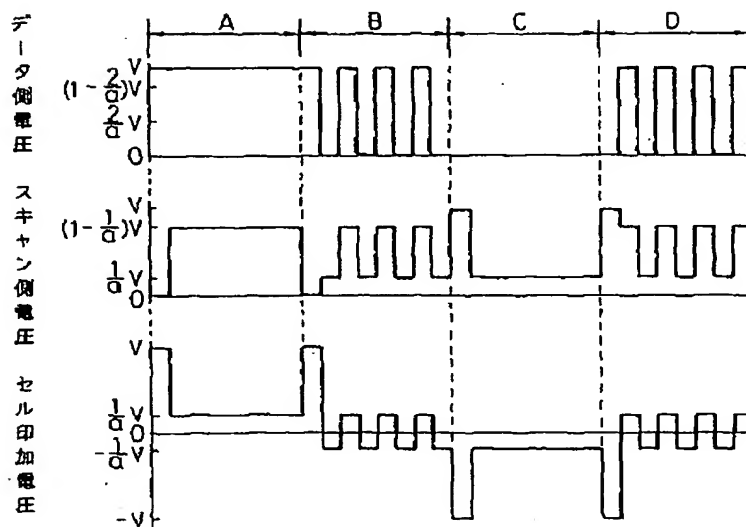 A B C D
データ側電圧
V
(1-2/a)V
2/a V
0
スキャン側電圧
V
(1-1/a)V
1/a V
0
セル印加電圧
V
1/a V
0
-1/a V
-V